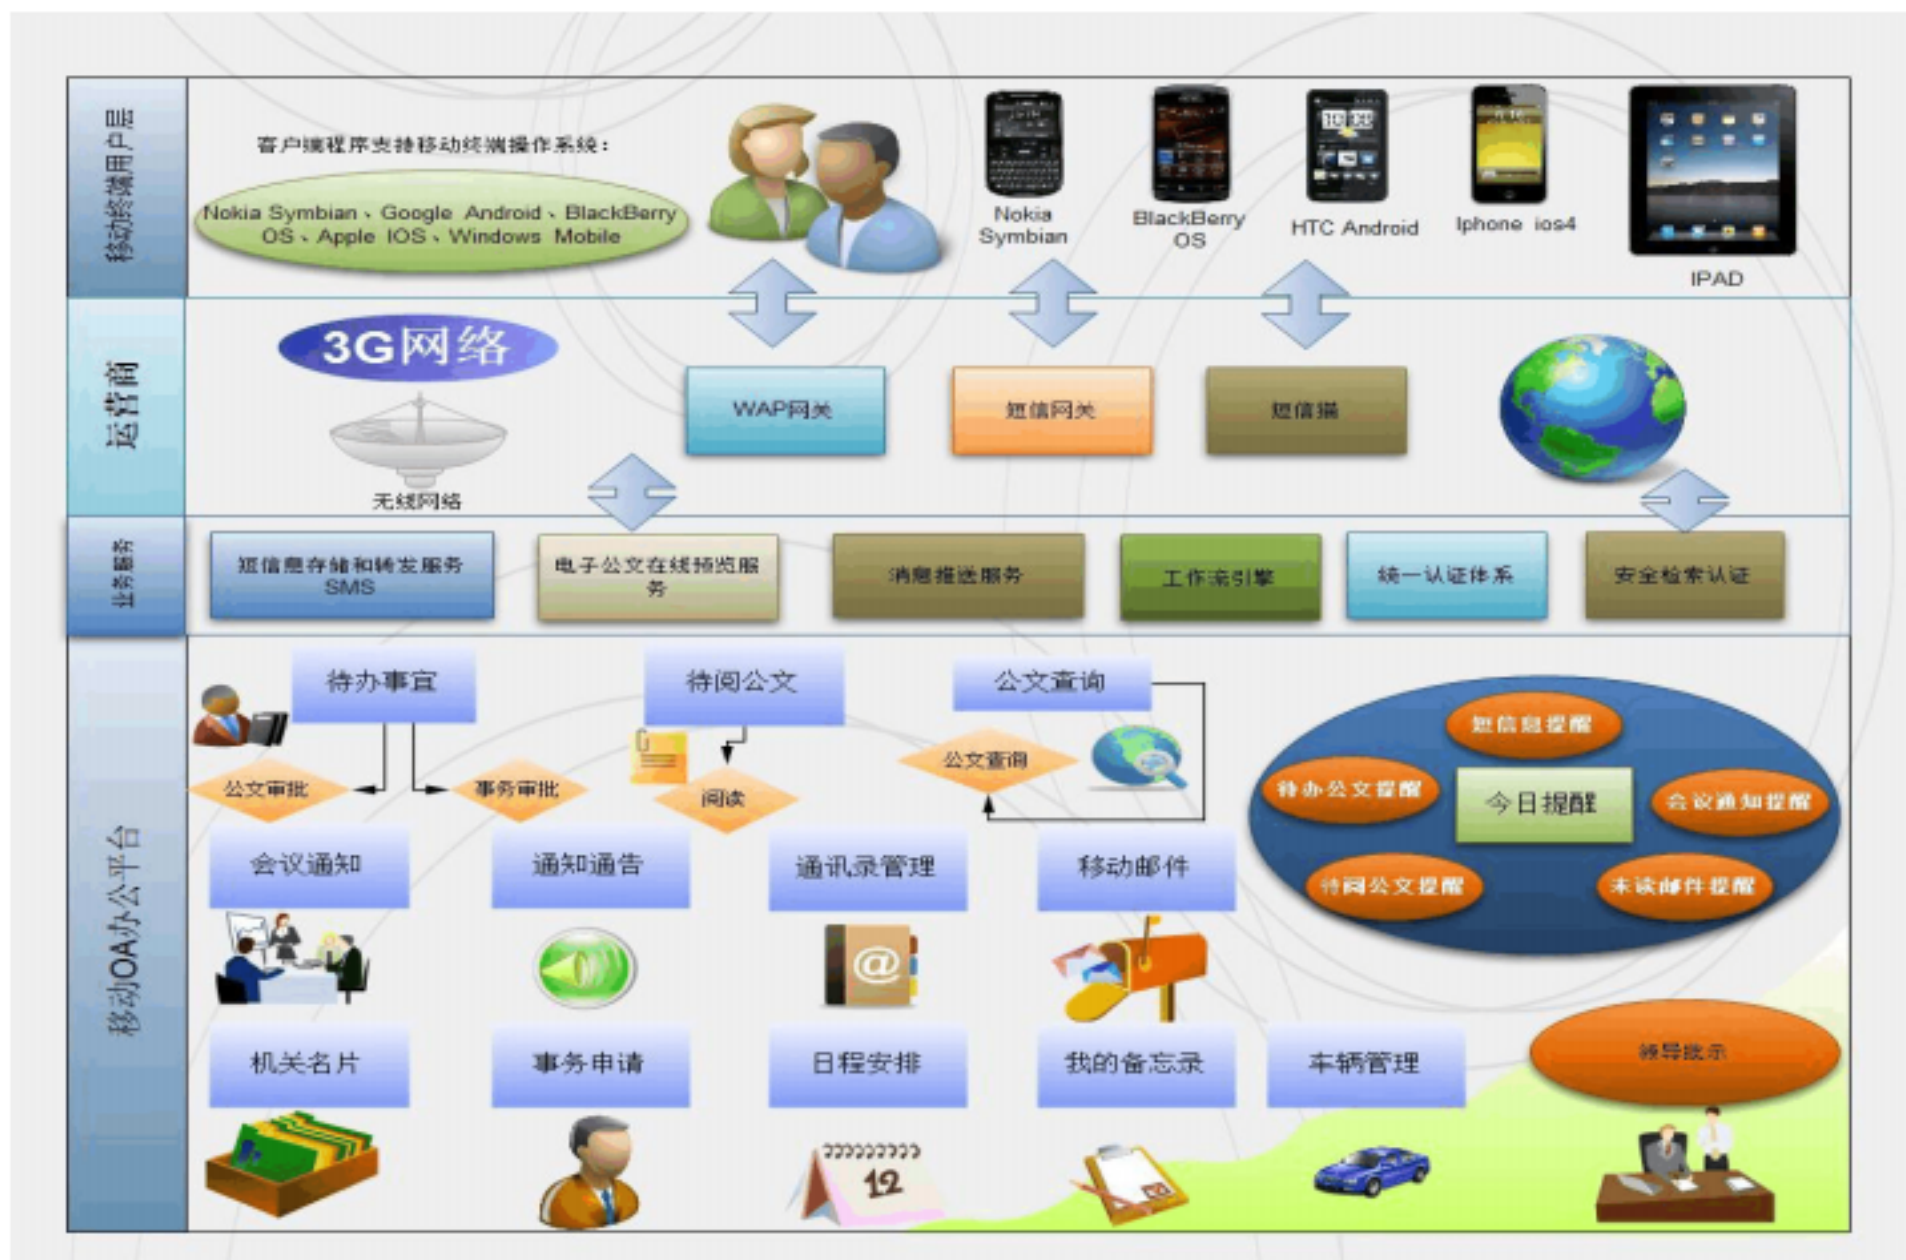 移动终端用户层
客户端程序支持移动终端操作系统：
Nokia Symbian、Google Android、BlackBerry
OS、Apple IOS、Windows Mobile
Nokia
Symbian
BlackBerry
OS
HTC Android
Iphone ios4
IPAD
运营商
3G网络
无线网络
WAP网关
短信网关
短信猫
业务服务
短信息存储和转发服务
SMS
电子公文在线预览服
务
消息推送服务
工作流引擎
统一认证体系
安全检索认证
移动OA办公平台
待办事宜
待阅公文
公文查询
公文审批
事务审批
阅读
公文查询
短信息提醒
待办公文提醒
今日提醒
会议通知提醒
待阅公文提醒
未读邮件提醒
会议通知
通知通告
通讯录管理
移动邮件
机关名片
事务申请
日程安排
我的备忘录
车辆管理
领导批示
12